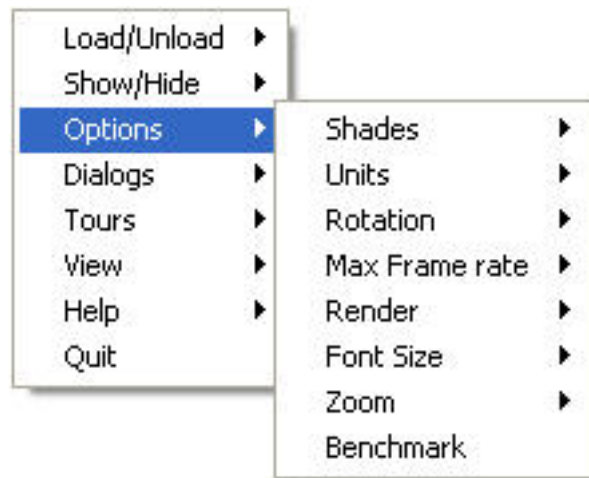 Load/Unload
Show/Hide
Options
Dialogs
Tours
View
Help
Quit
Shades
Units
Rotation
Max Frame rate
Render
Font Size
Zoom
Benchmark